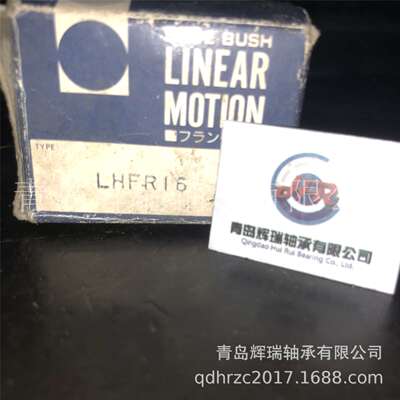 BUSH
LINEAR
MOTION
フラン
TYPE
LHFR16
青岛辉瑞轴承有限公司
Qingdao Hui Rui Bearing Co., Ltd.
青岛辉瑞轴承有限公司
qdhrzc2017.1688.com